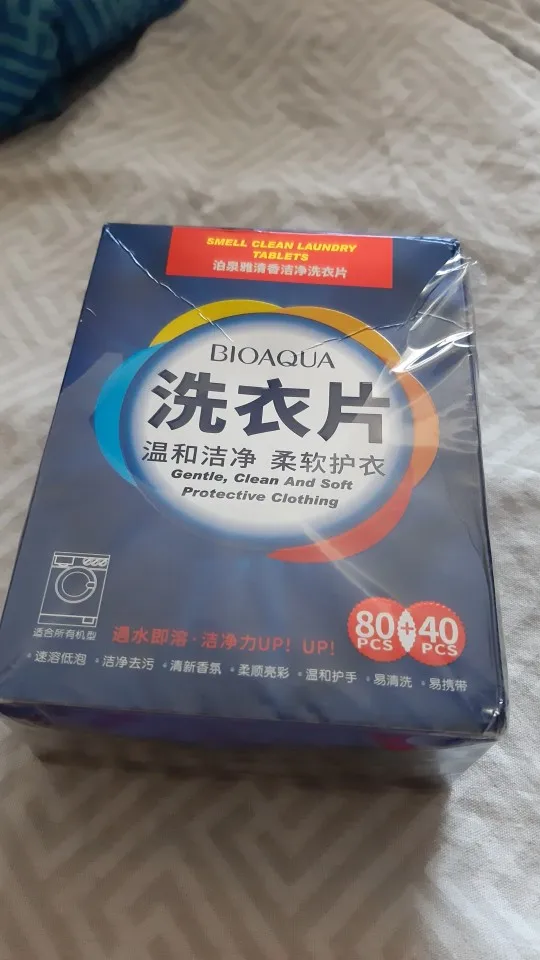 SMELL CLEAN LAUNDRY
TABLETS
泊泉雅清香洁净洗衣片
BIOAQUA
洗衣片
温和洁净 柔软护衣
Gentle, Clean And Soft
Protective Clothing
适合所有机型
遇水即溶·洁净力UP! UP!
80 PCS
40 PCS
•速溶低泡 •洁净去污 •清新香氛 •柔顺亮彩 •温和护手 •易清洗 •易携带